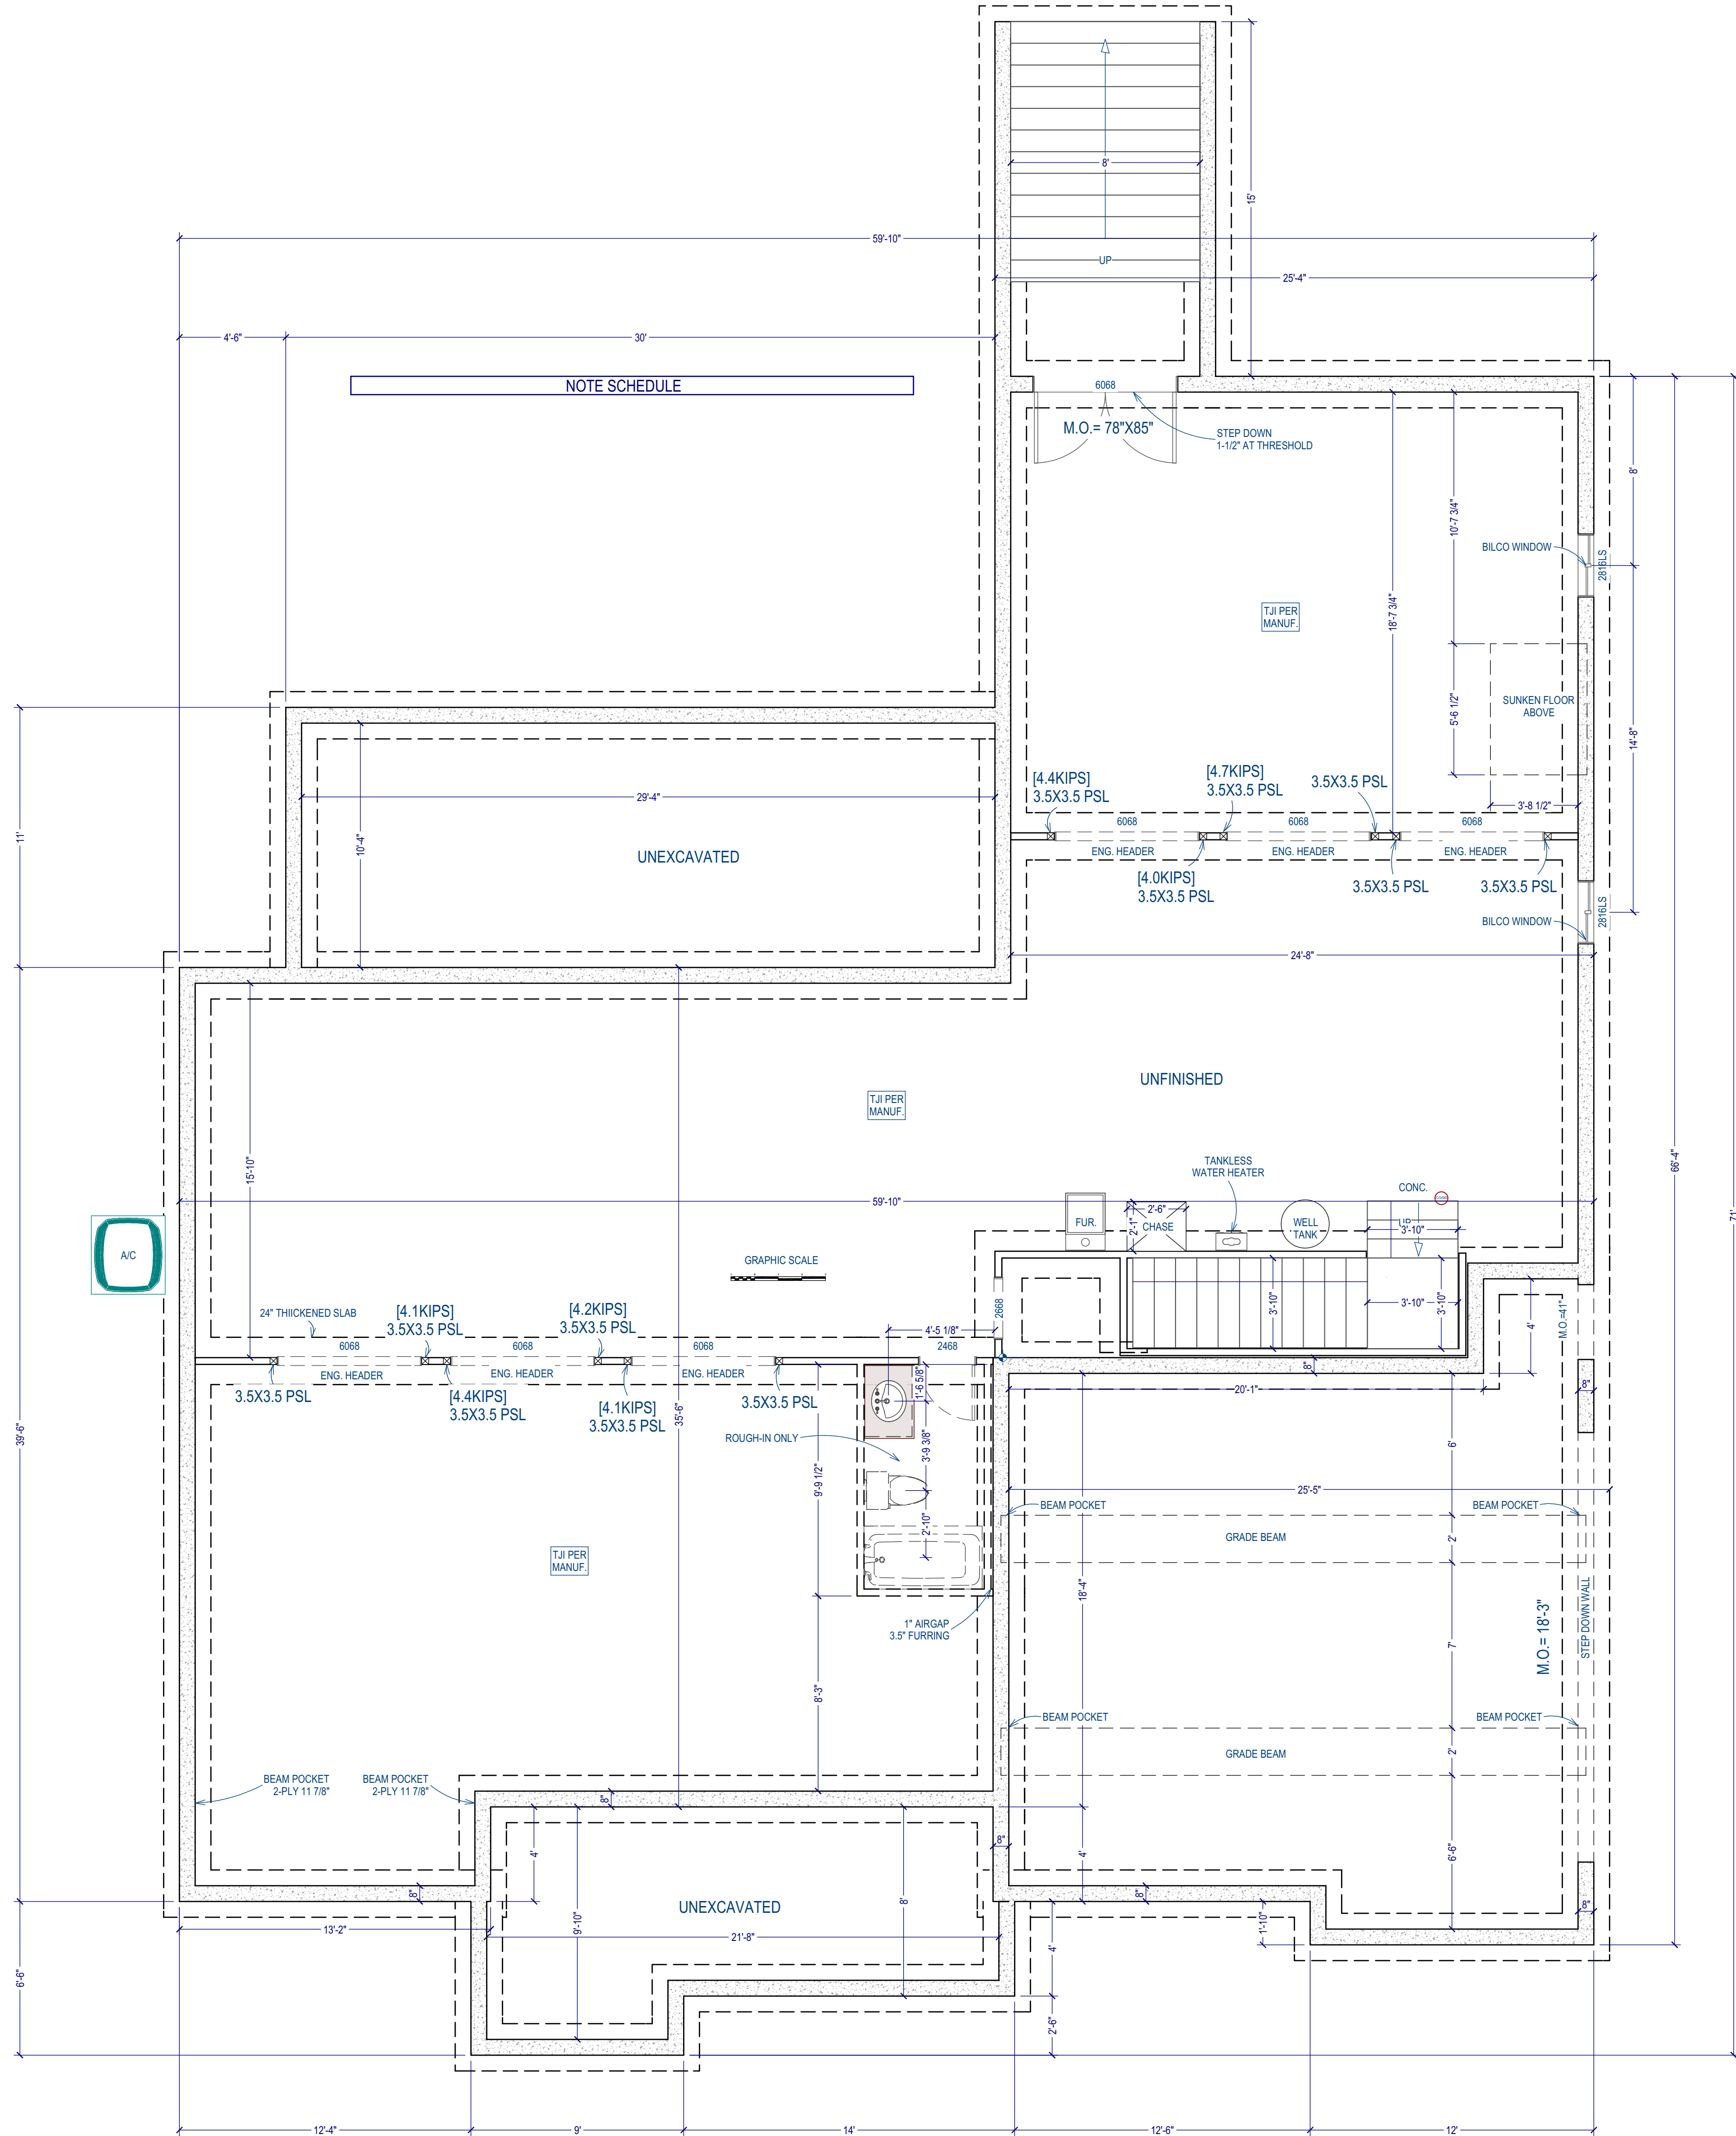 8'
15'
59'-10"
UP
25'-4"
4'-6"
30'
NOTE SCHEDULE
6068
M.O.= 78"X85"
STEP DOWN
1-1/2" AT THRESHOLD
8'
10'-7 3/4"
BILCO WINDOW
2816LS
TJI PER
MANUF.
18'-7 3/4"
SUNKEN FLOOR
ABOVE
5'-6 1/2"
14'-8"
[4.4KIPS]
3.5X3.5 PSL
[4.7KIPS]
3.5X3.5 PSL
3.5X3.5 PSL
29'-4"
3'-8 1/2"
6068
6068
6068
11'
10'-4"
UNEXCAVATED
ENG. HEADER
ENG. HEADER
ENG. HEADER
[4.0KIPS]
3.5X3.5 PSL
3.5X3.5 PSL
3.5X3.5 PSL
BILCO WINDOW
2816LS
24'-8"
UNFINISHED
TJI PER
MANUF.
15'-10"
66'-4"
71'
TANKLESS
WATER HEATER
CONC.
59'-10"
2'-6"
2'-1"
FUR.
CHASE
WELL
TANK
UP
3'-10"
A/C
GRAPHIC SCALE
3'-10"
3'-10"
3'-10"
2668
24" THIICKENED SLAB
[4.1KIPS]
3.5X3.5 PSL
[4.2KIPS]
3.5X3.5 PSL
4'-5 1/8"
M.O.=41"
4'
6068
6068
6068
2468
ENG. HEADER
ENG. HEADER
ENG. HEADER
8"
3.5X3.5 PSL
[4.4KIPS]
3.5X3.5 PSL
[4.1KIPS]
3.5X3.5 PSL
3.5X3.5 PSL
1'-6 5/8"
20'-1"
8"
39'-6"
35'-6"
ROUGH-IN ONLY
3'-9 3/8"
6'
9'-9 1/2"
25'-5"
BEAM POCKET
BEAM POCKET
2'-10"
GRADE BEAM
2'
TJI PER
MANUF.
18'-4"
1" AIRGAP
3.5" FURRING
M.O.= 18'-3"
STEP DOWN WALL
7'
8'-3"
BEAM POCKET
BEAM POCKET
GRADE BEAM
2'
BEAM POCKET
2-PLY 11 7/8"
BEAM POCKET
2-PLY 11 7/8"
8"
8"
4'
4'
6'-6"
8"
8"
UNEXCAVATED
8'
8"
13'-2"
9'-10"
21'-8"
1'-10"
4'
6'-6"
2'-6"
12'-4"
9'
14'
12'-6"
12'